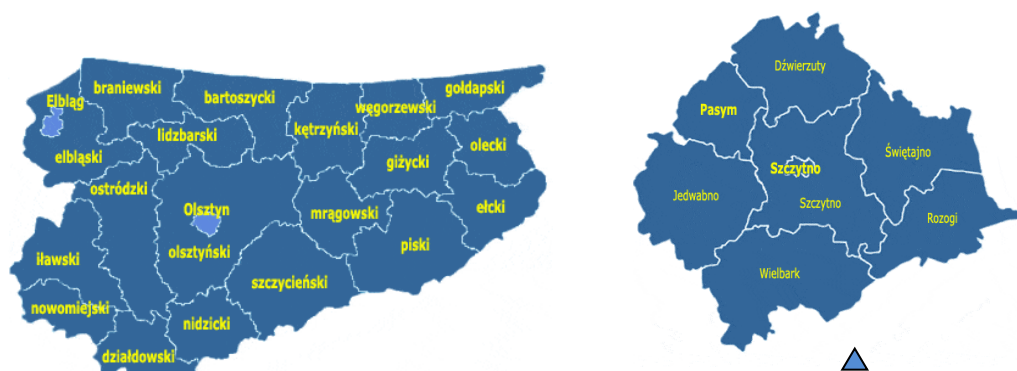 braniewski
gołdapski
Elbląg
bartoszycki
węgorzewski
lidzbarski
kętrzyński
olecki
elbląski
giżycki
ostródzki
Olsztyn
mrągowski
ełcki
olsztyński
piski
iławski
szczycieński
nowomiejski
nidzicki
działdowski
Dźwierzuty
Pasym
Świętajno
Jedwabno
Szczytno
Szczytno
Rozogi
Wielbark